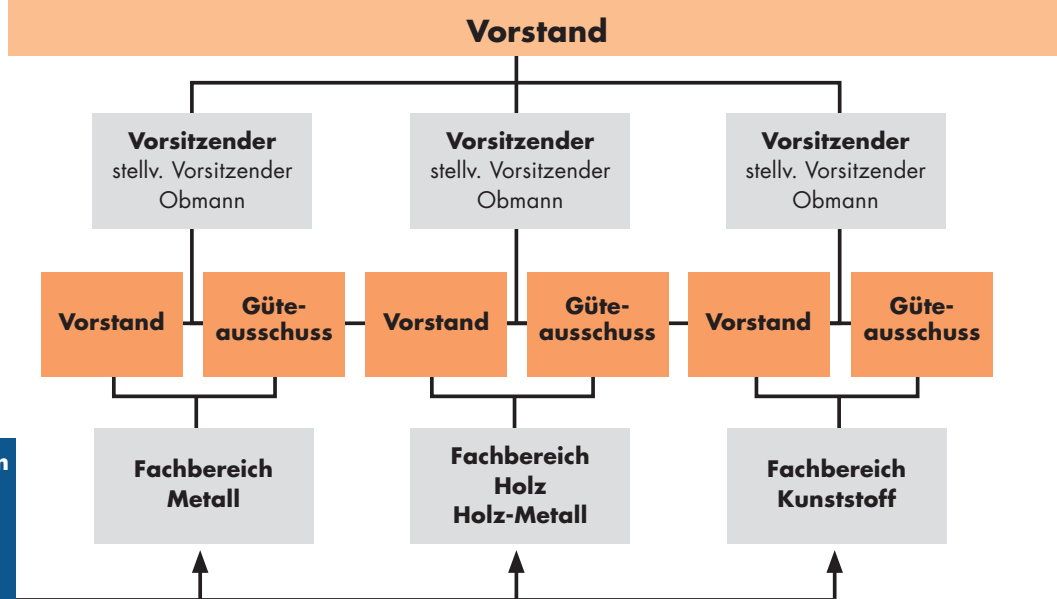 Vorstand
Vorsitzender
stellv. Vorsitzender
Obmann
Vorsitzender
stellv. Vorsitzender
Obmann
Vorsitzender
stellv. Vorsitzender
Obmann
Vorstand
Güte-
ausschuss
Vorstand
Güte-
ausschuss
Vorstand
Güte-
ausschuss
Fachbereich
Metall
Fachbereich
Holz
Holz-Metall
Fachbereich
Kunststoff